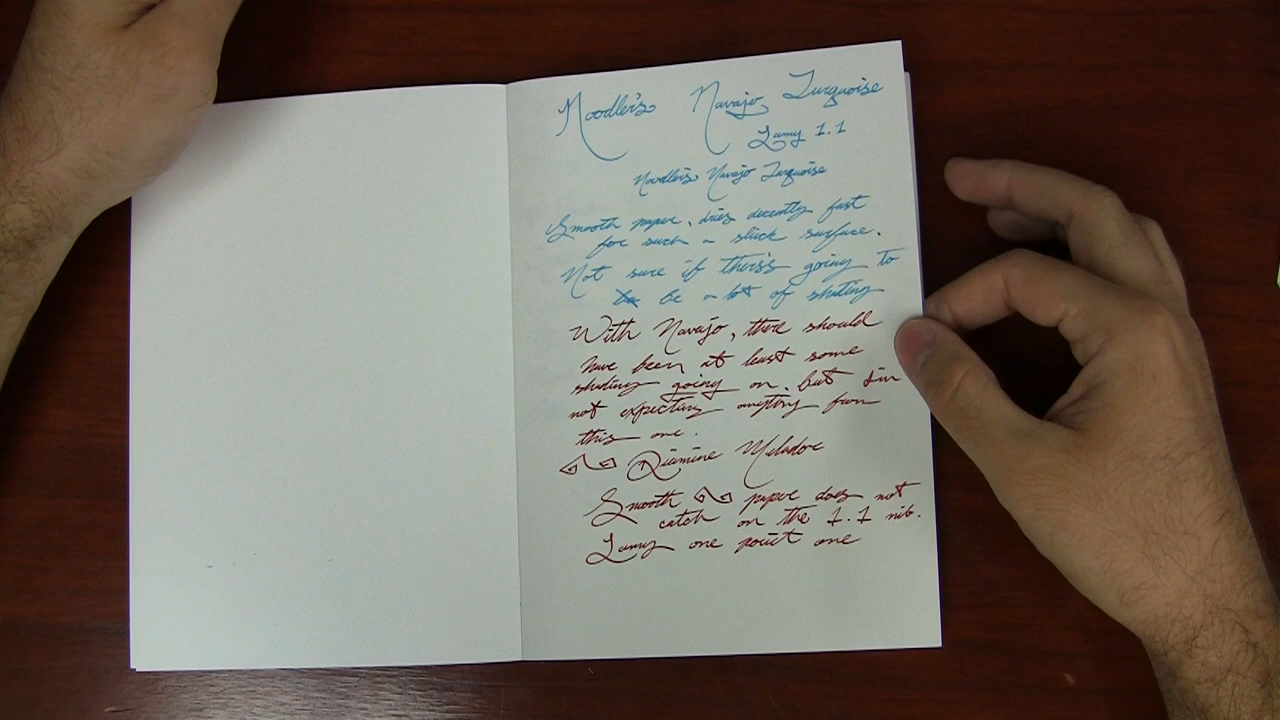 Noodler's Navajo Turquoise
Lamy 1.1
Noodler's Navajo Turquoise
Smooth paper, dries decently fast
for such a slick surface.
Not sure if there's going to
be a lot of shading
With Navajo, there should
have been at least some
shading going on. but I'm
not expecting anything from
this one.
Diamine Matador
Smooth paper does not
catch on the 1.1 nib.
Lamy one point one